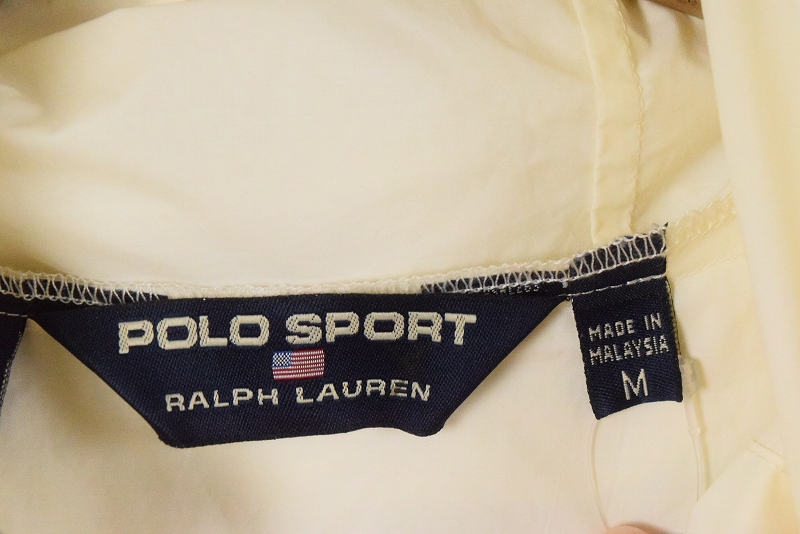 POLO SPORT
RALPH LAUREN
MADE IN
MALAYSIA
M